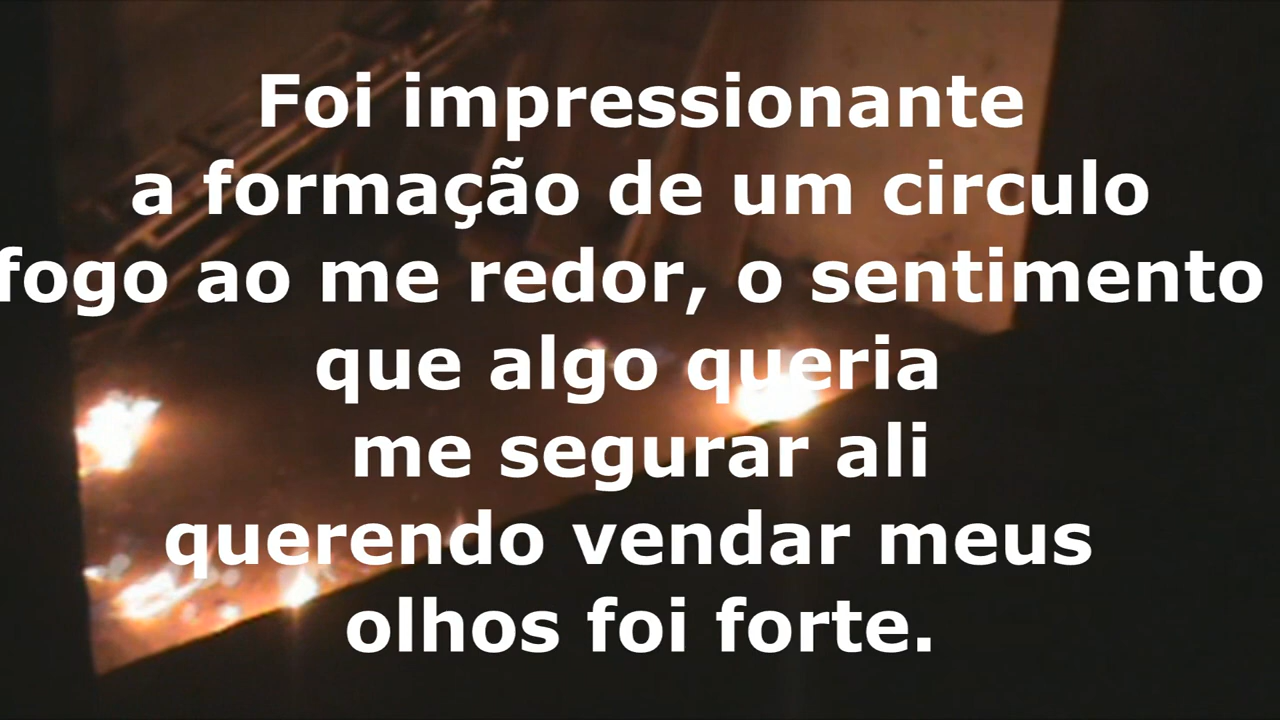 Foi impressionante
a formação de um circulo
fogo ao me redor, o sentimento
que algo queria
me segurar ali
querendo vendar meus
olhos foi forte.